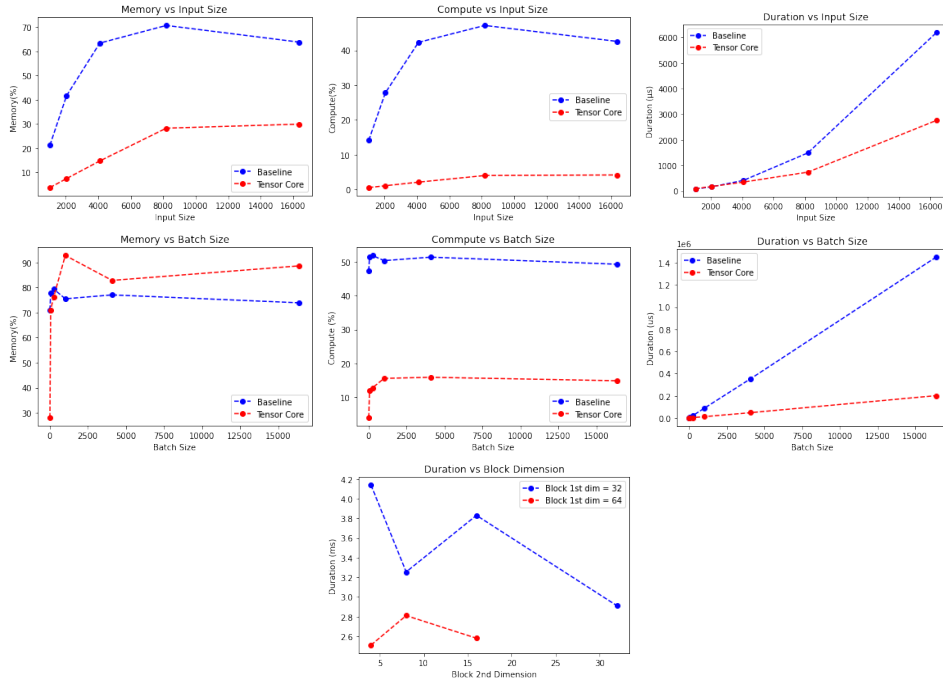 Memory vs Input Size
Memory(%)
70
60
50
40
30
20
10
2000 4000 6000 8000 10000 12000 14000 16000
Input Size
Baseline
Tensor Core
Compute vs Input Size
Compute(%)
40
30
20
10
0
2000 4000 6000 8000 10000 12000 14000 16000
Input Size
Baseline
Tensor Core
Duration vs Input Size
Duration (µs)
6000
5000
4000
3000
2000
1000
0
2000 4000 6000 8000 10000 12000 14000 16000
Input Size
Baseline
Tensor Core
Memory vs Batch Size
Memory(%)
90
80
70
60
50
40
30
0 2500 5000 7500 10000 12500 15000
Batch Size
Baseline
Tensor Core
Commpute vs Batch Size
Compute (%)
50
40
30
20
10
0 2500 5000 7500 10000 12500 15000
Batch Size
Baseline
Tensor Core
Duration vs Batch Size
1e6
Duration (us)
1.4
1.2
1.0
0.8
0.6
0.4
0.2
0.0
0 2500 5000 7500 10000 12500 15000
Batch Size
Baseline
Tensor Core
Duration vs Block Dimension
Duration (ms)
4.2
4.0
3.8
3.6
3.4
3.2
3.0
2.8
2.6
5 10 15 20 25 30
Block 2nd Dimension
Block 1st dim = 32
Block 1st dim = 64